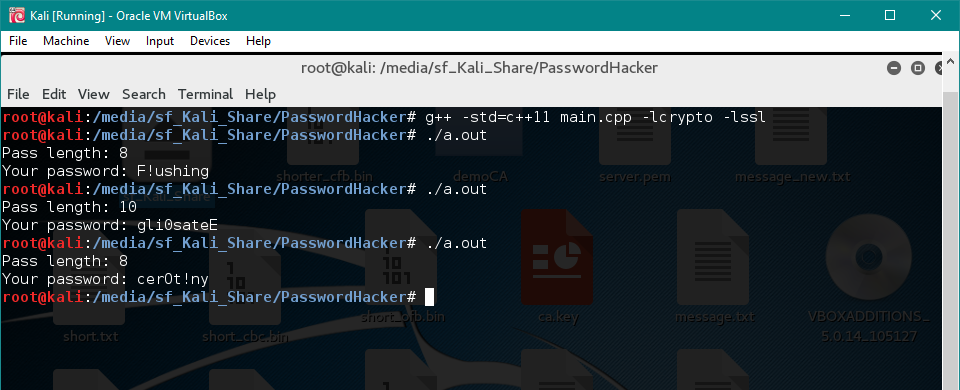 Kali [Running] - Oracle VM VirtualBox
File Machine View Input Devices Help
root@kali: /media/sf_Kali_Share/PasswordHacker
File Edit View Search Terminal Help
root@kali:/media/sf_Kali_Share/PasswordHacker# g++ -std=c++11 main.cpp -lcrypto -lssl
root@kali:/media/sf_Kali_Share/PasswordHacker# ./a.out
Pass length: 8
Your password: F!ushing
shorter_cfb.bin demoCA server.pem message_new.txt
root@kali:/media/sf_Kali_Share/PasswordHacker# ./a.out
Pass length: 10
Your password: gli0sateE
root@kali:/media/sf_Kali_Share/PasswordHacker# ./a.out
Pass length: 8
Your password: cer0t!ny
root@kali:/media/sf_Kali_Share/PasswordHacker#
short.txt short_cbc.bin short_ofb.bin ca.key message.txt VBOXADDITIONS_
5.0.14_105127